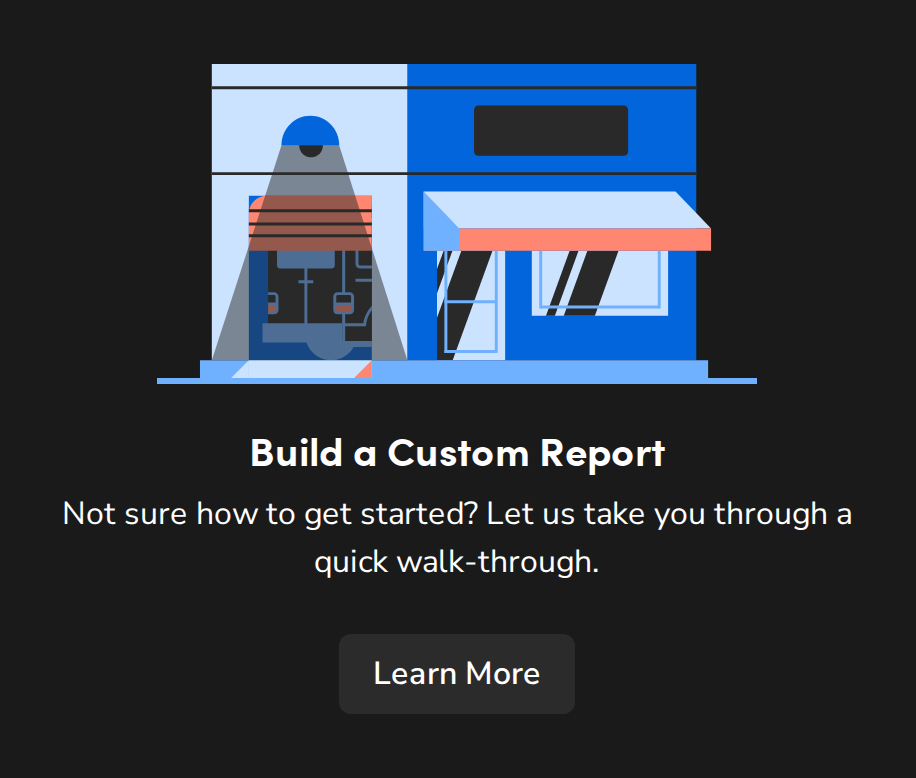 Build a Custom Report
Not sure how to get started? Let us take you through a
quick walk-through.
Learn More